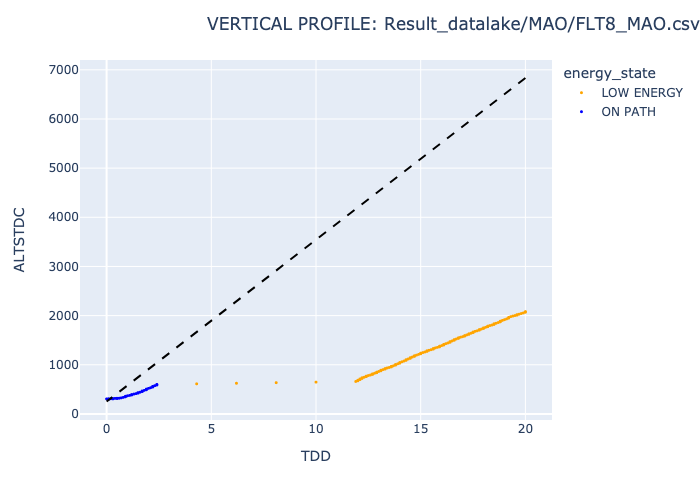 VERTICAL PROFILE: Result_datalake/MAO/FLT8_MAO.csv
energy_state
LOW ENERGY
ON PATH
ALTSTDC
7000
6000
5000
4000
3000
2000
1000
0
0 5 10 15 20
TDD